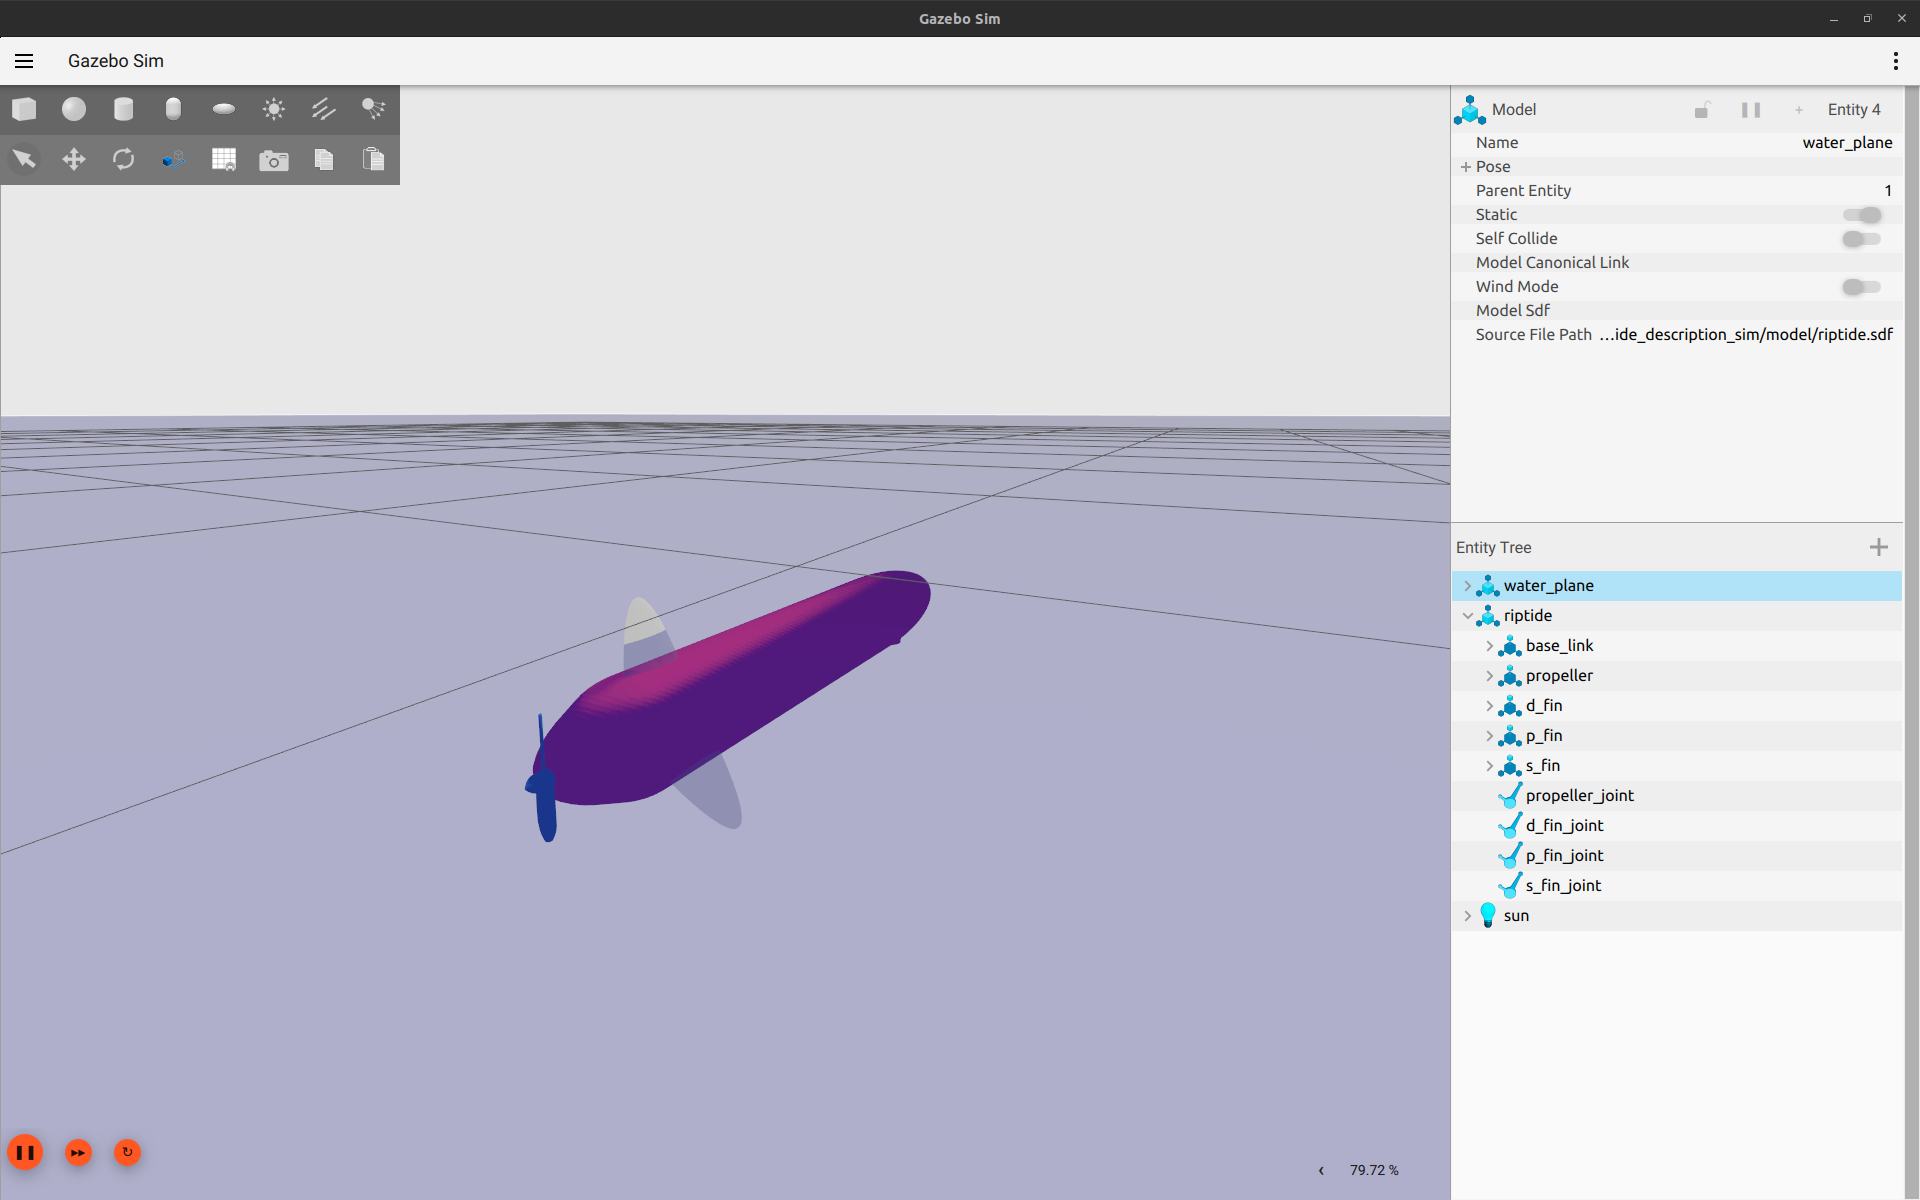 Gazebo Sim
Gazebo Sim
Model Entity 4
Name water_plane
Pose
Parent Entity 1
Static
Self Collide
Model Canonical Link
Wind Mode
Model Sdf
Source File Path ...ide_description_sim/model/riptide.sdf
Entity Tree
water_plane
riptide
base_link
propeller
d_fin
p_fin
s_fin
propeller_joint
d_fin_joint
p_fin_joint
s_fin_joint
sun
79.72 %